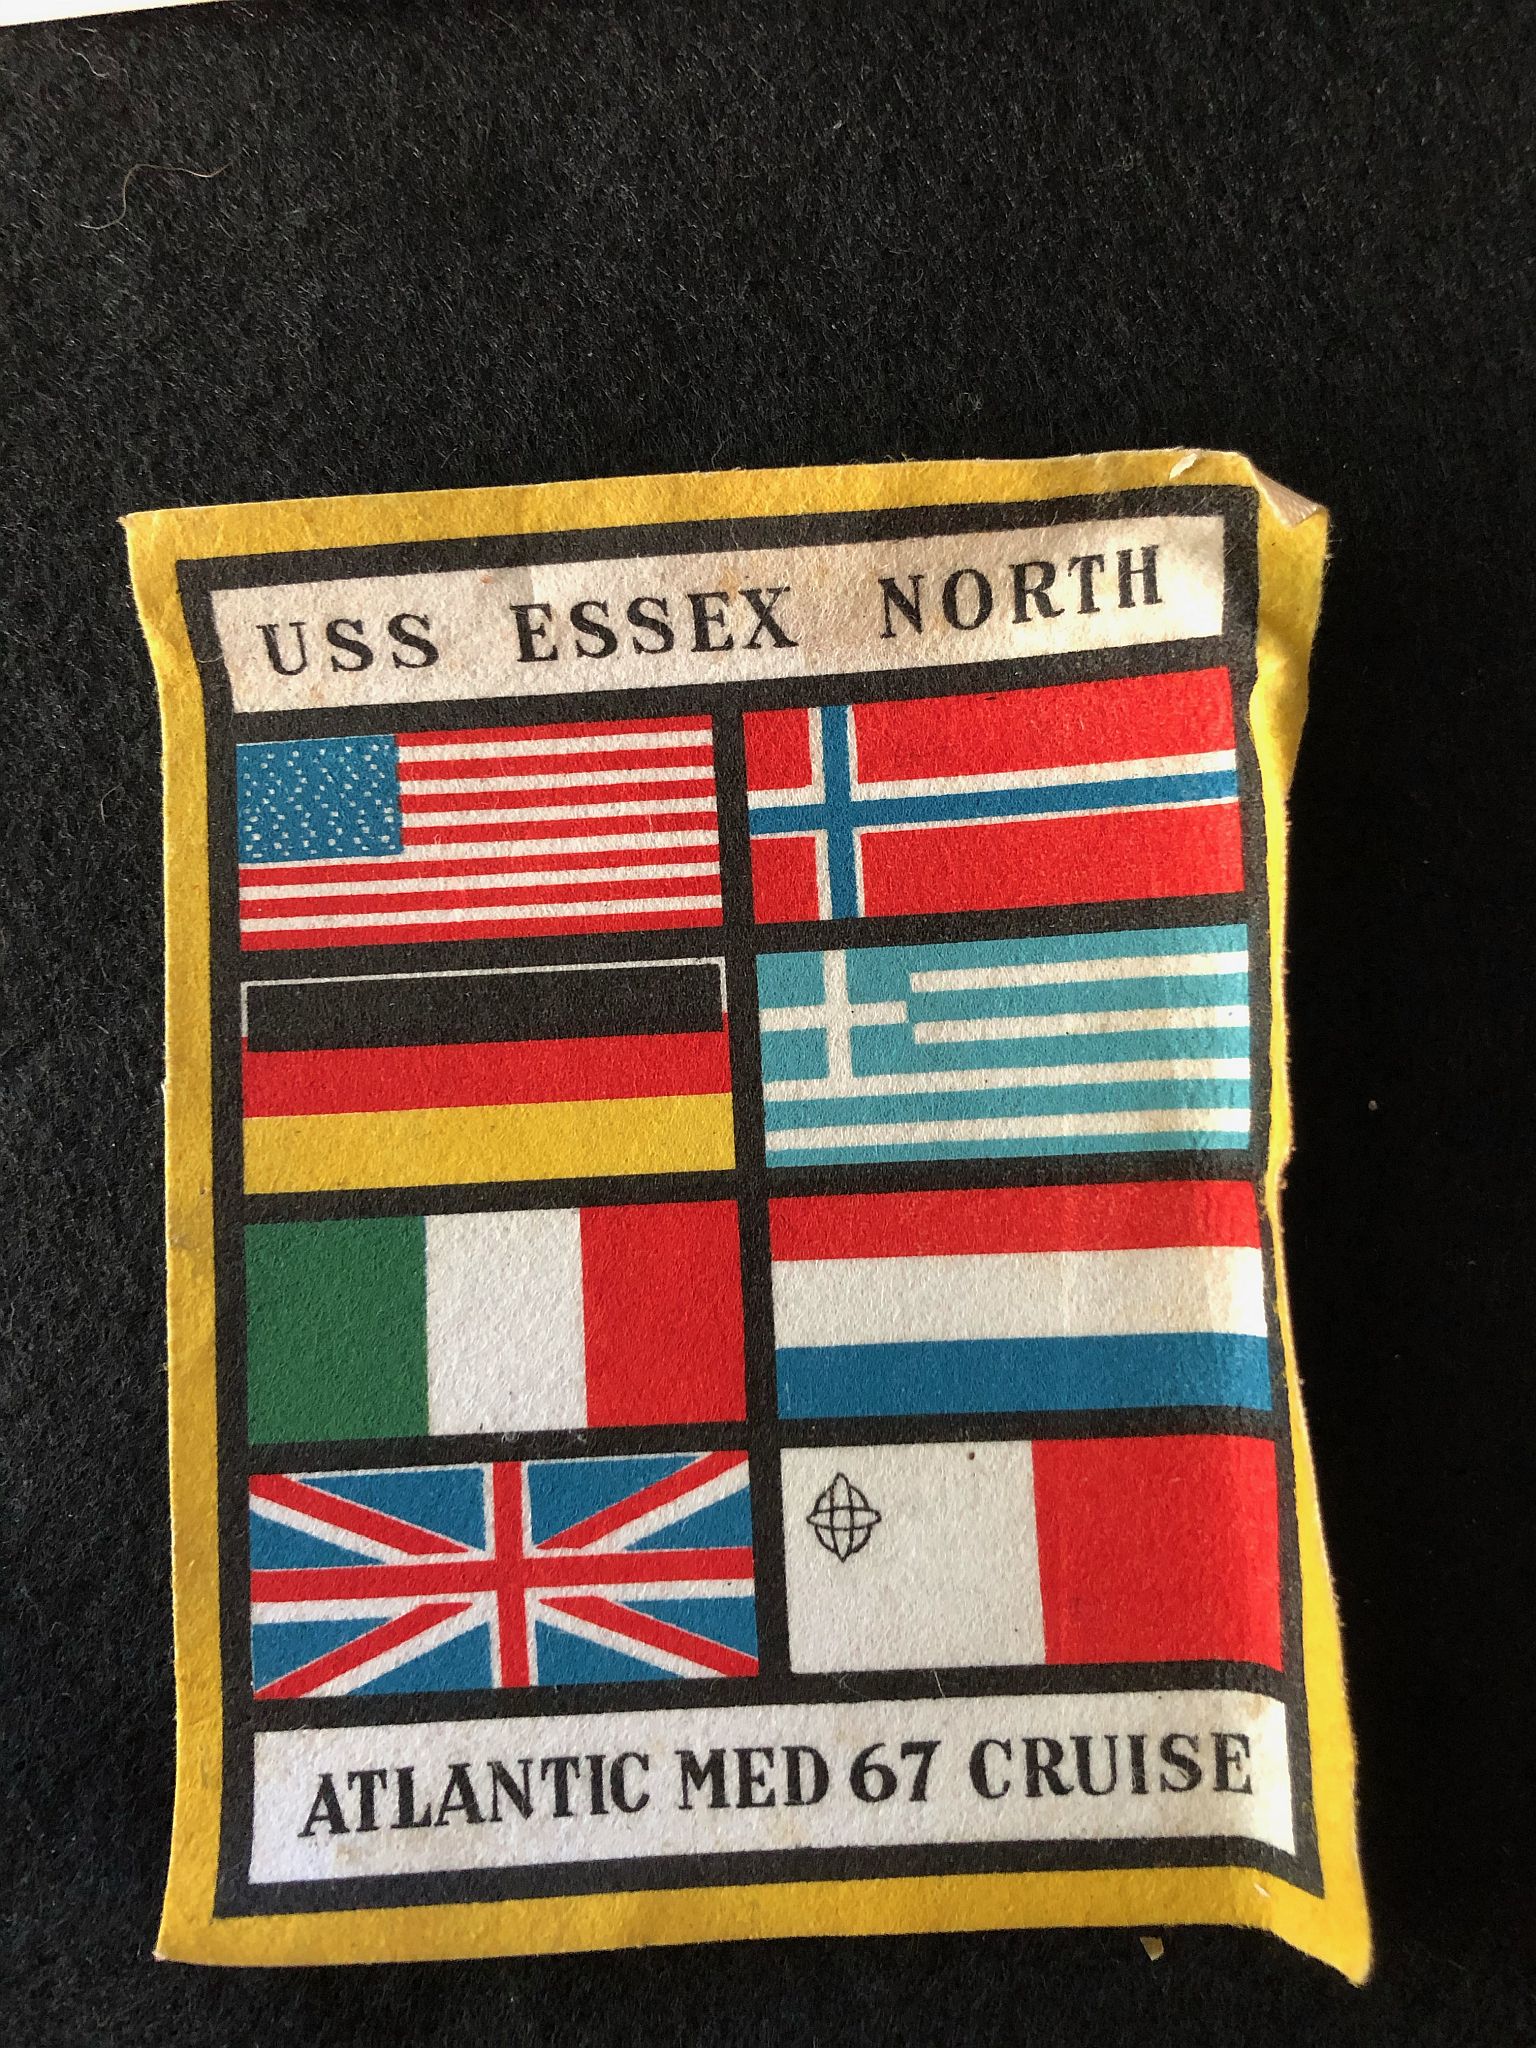 USS ESSEX NORTH
ATLANTIC MED 67 CRUISE